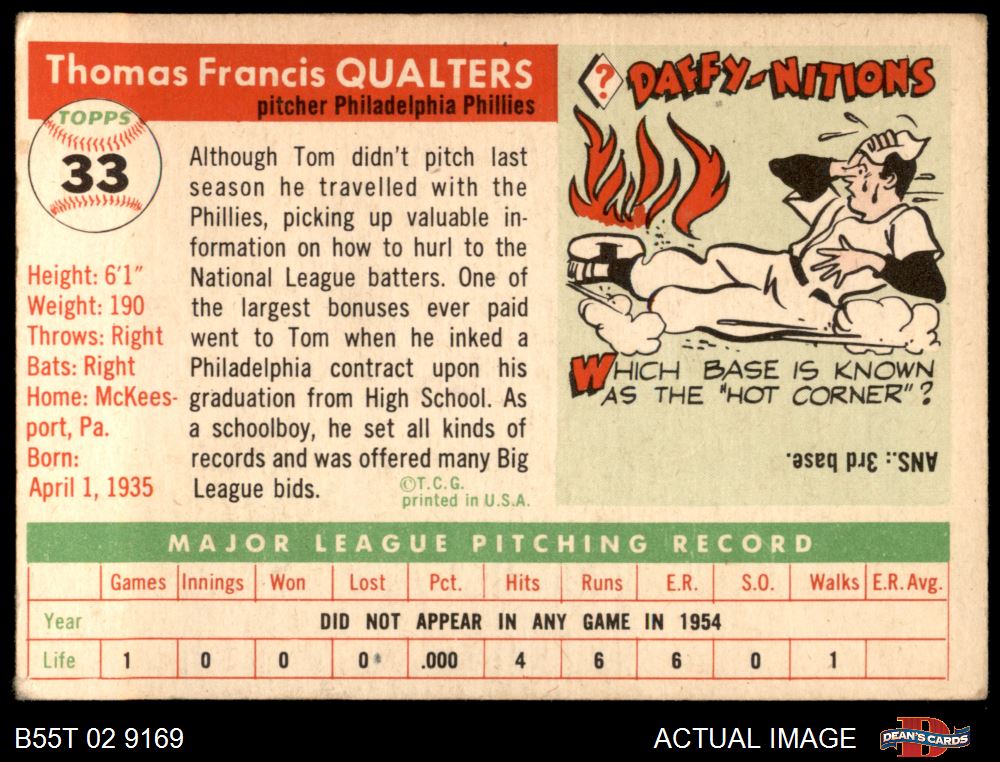 Thomas Francis QUALTERS
pitcher Philadelphia Phillies
TOPPS
33
Height: 6'1"
Weight: 190
Throws: Right
Bats: Right
Home: McKees-
port, Pa.
Born:
April 1, 1935
Although Tom didn't pitch last
season he travelled with the
Phillies, picking up valuable in-
formation on how to hurl to the
National League batters. One of
the largest bonuses ever paid
went to Tom when he inked a
Philadelphia contract upon his
graduation from High School. As
a schoolboy, he set all kinds of
records and was offered many Big
League bids.
©T.C.G.
printed in U.S.A.
? DAFFY-NITIONS
WHICH BASE IS KNOWN
AS THE "HOT CORNER"?
ANS.: 3rd base.
MAJOR LEAGUE PITCHING RECORD
Games Innings Won Lost Pct. Hits Runs E.R. S.O. Walks E.R. Avg.
Year DID NOT APPEAR IN ANY GAME IN 1954
Life 1 0 0 0 .000 4 6 6 0 1
B55T 02 9169
ACTUAL IMAGE
D
DEAN'S CARDS